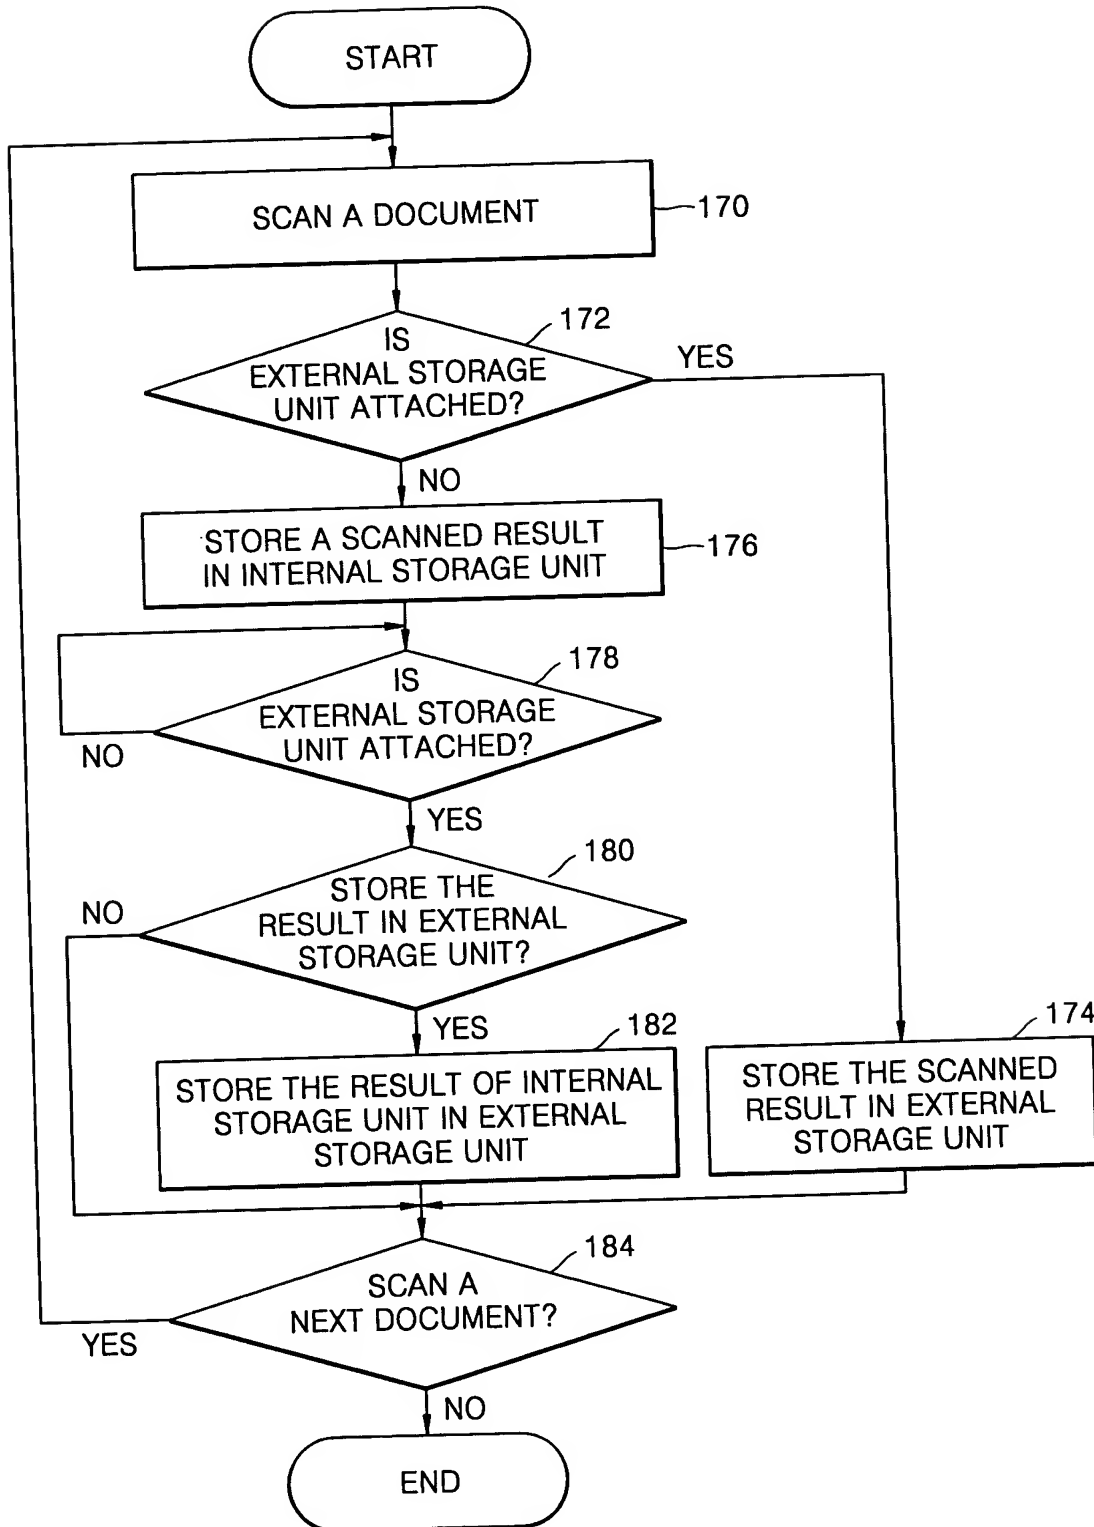 START
SCAN A DOCUMENT
170
172
IS
EXTERNAL STORAGE
UNIT ATTACHED?
YES
NO
STORE A SCANNED RESULT
IN INTERNAL STORAGE UNIT
176
178
IS
EXTERNAL STORAGE
UNIT ATTACHED?
NO
YES
180
STORE THE
RESULT IN EXTERNAL
STORAGE UNIT?
NO
YES
182
STORE THE RESULT OF INTERNAL
STORAGE UNIT IN EXTERNAL
STORAGE UNIT
174
STORE THE SCANNED
RESULT IN EXTERNAL
STORAGE UNIT
184
SCAN A
NEXT DOCUMENT?
YES
NO
END